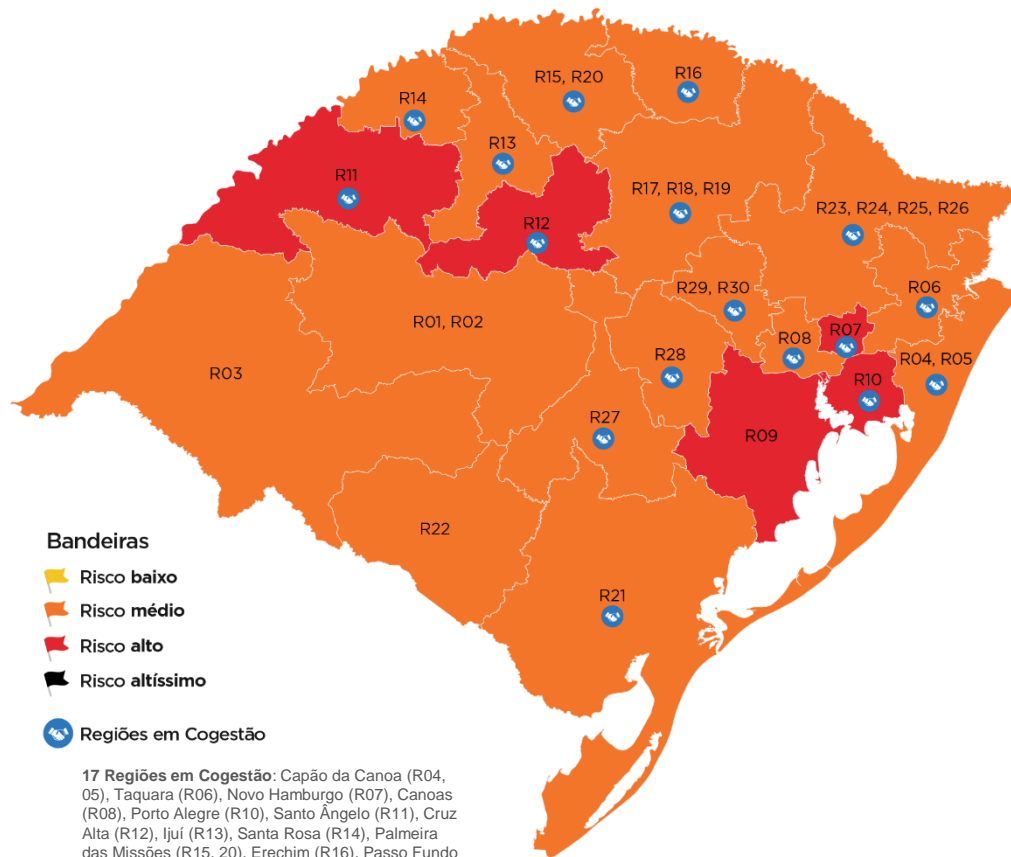 R16
R15, R20
R14
R13
R11
R17, R18, R19
R23, R24, R25, R26
R12
R06
R29, R30
R01, R02
R07
R08
R28
R04, R05
R03
R10
R09
R27
R22
R21
Bandeiras
Risco baixo
Risco médio
Risco alto
Risco altíssimo
Regiões em Cogestão
17 Regiões em Cogestão: Capão da Canoa (R04,
05), Taquara (R06), Novo Hamburgo (R07), Canoas
(R08), Porto Alegre (R10), Santo Ângelo (R11), Cruz
Alta (R12), Ijuí (R13), Santa Rosa (R14), Palmeira
das Missões (R15, 20), Erechim (R16), Passo Fundo